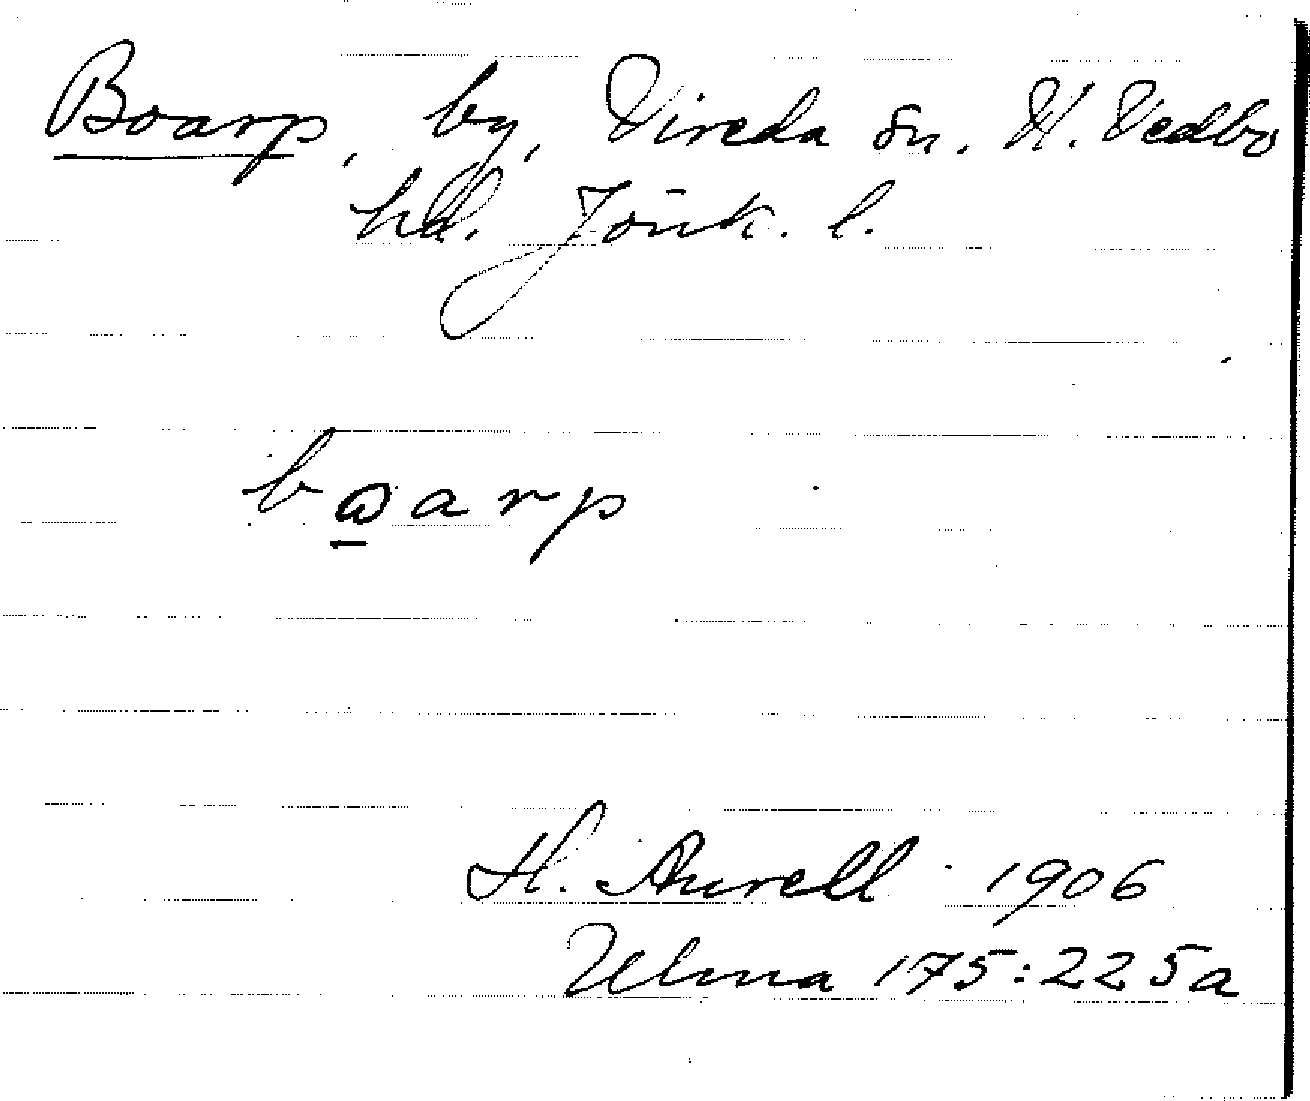 Boarp, by, Vireda sn. N. Vedbo
hd. Jönk. l.
bωarp
H. Aurell 1906
Ulma 175:225a